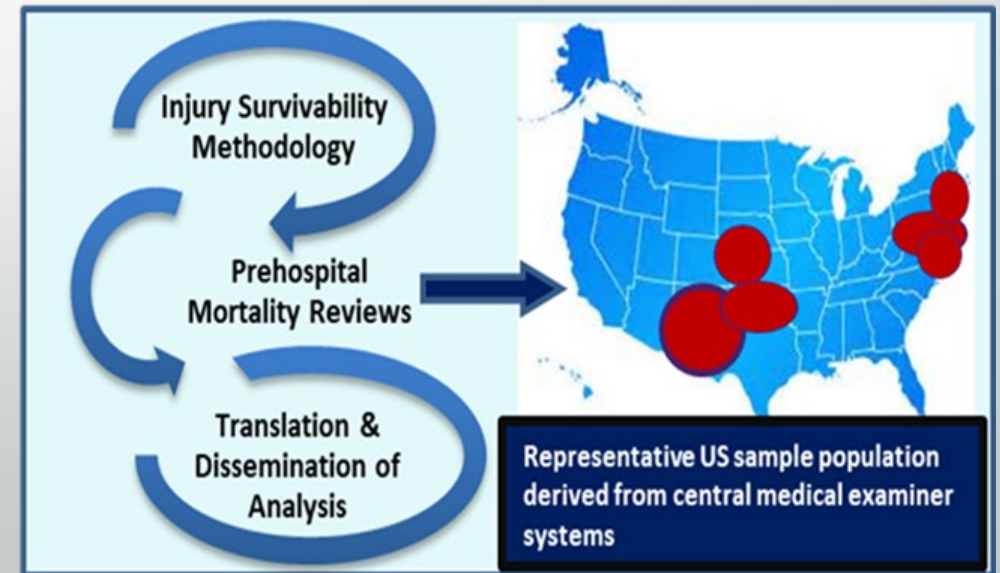 Injury Survivability
Methodology
Prehospital
Mortality Reviews
Translation &
Dissemination of
Analysis
Representative US sample population
derived from central medical examiner
systems